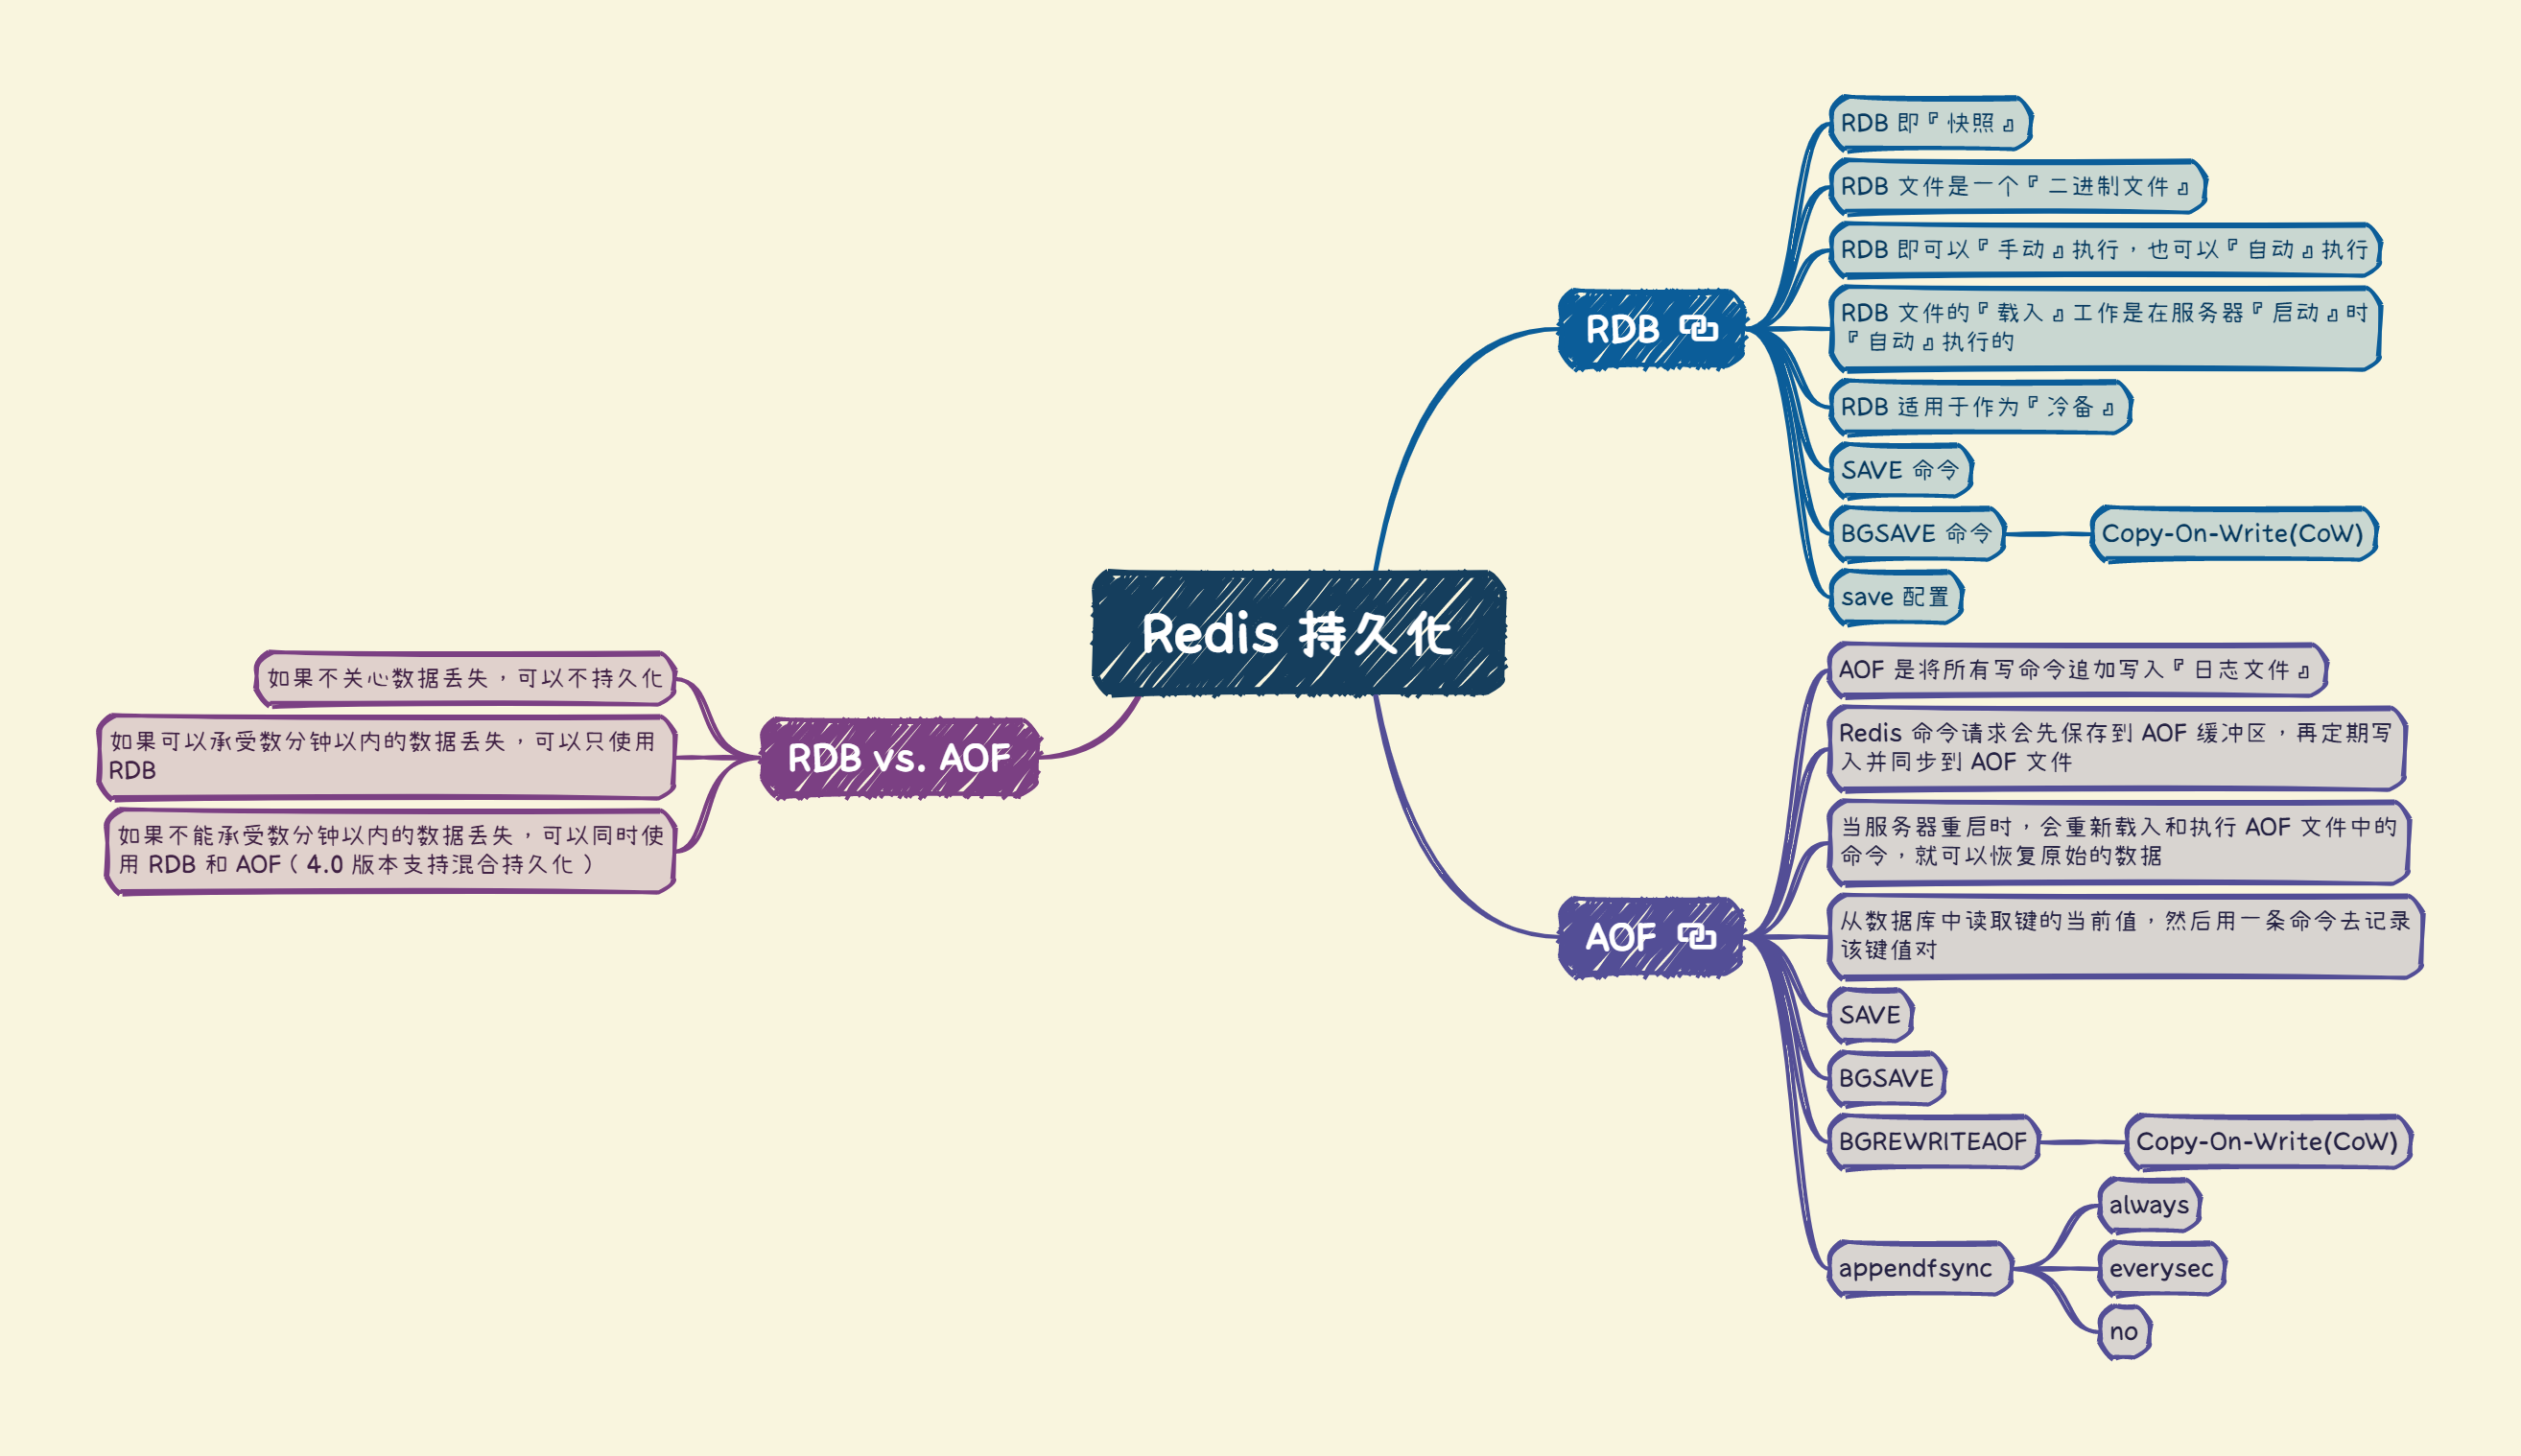 Redis 持久化
RDB
RDB 即『快照』
RDB 文件是一个『二进制文件』
RDB 即可以『手动』执行，也可以『自动』执行
RDB 文件的『载入』工作是在服务器『启动』时
『自动』执行的
RDB 适用于作为『冷备』
SAVE 命令
BGSAVE 命令
Copy-On-Write(CoW)
save 配置
AOF
AOF 是将所有写命令追加写入『日志文件』
Redis 命令请求会先保存到 AOF 缓冲区，再定期写
入并同步到 AOF 文件
当服务器重启时，会重新载入和执行 AOF 文件中的
命令，就可以恢复原始的数据
从数据库中读取键的当前值，然后用一条命令去记录
该键值对
SAVE
BGSAVE
BGREWRITEAOF
Copy-On-Write(CoW)
appendfsync
always
everysec
no
RDB vs. AOF
如果不关心数据丢失，可以不持久化
如果可以承受数分钟以内的数据丢失，可以只使用
RDB
如果不能承受数分钟以内的数据丢失，可以同时使
用 RDB 和 AOF（4.0 版本支持混合持久化）